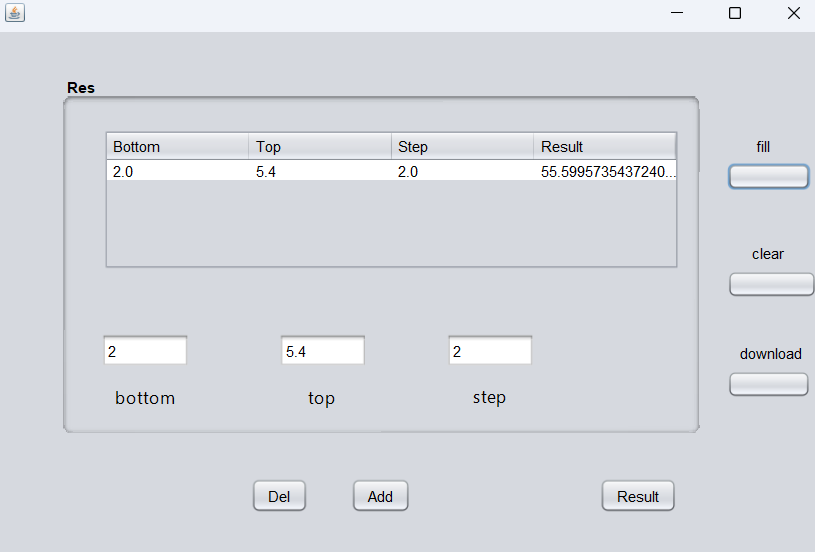 Res
Bottom Top Step Result
2.0 5.4 2.0 55.5995735437240...
fill
clear
2 5.4 2
download
bottom top step
Del Add Result